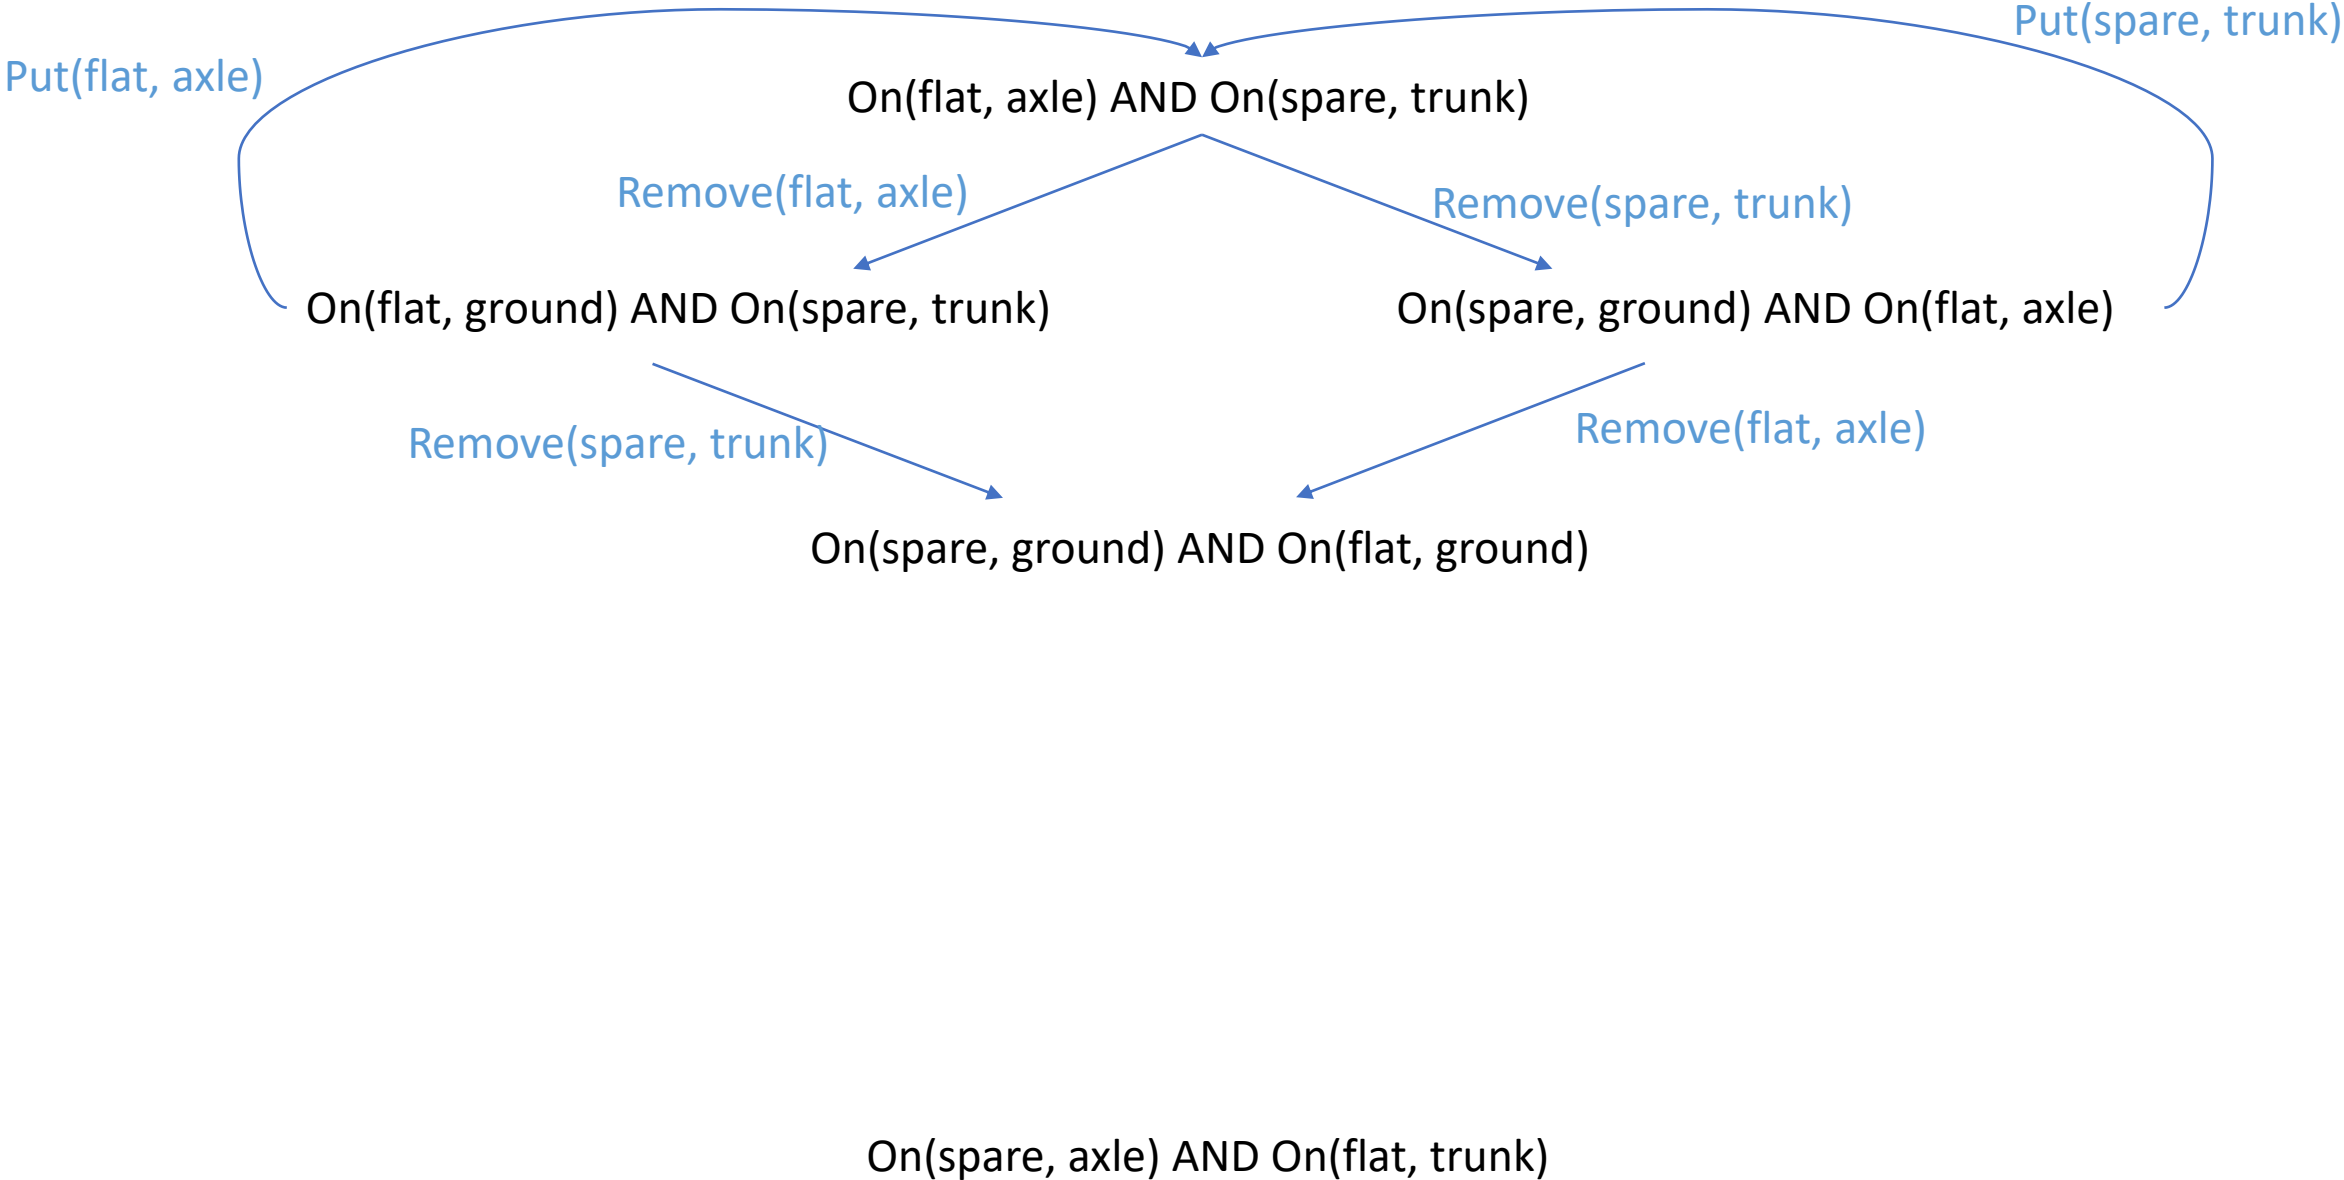 Put(spare, trunk)
Put(flat, axle)
On(flat, axle) AND On(spare, trunk)
Remove(flat, axle)
Remove(spare, trunk)
On(flat, ground) AND On(spare, trunk)
On(spare, ground) AND On(flat, axle)
Remove(spare, trunk)
Remove(flat, axle)
On(spare, ground) AND On(flat, ground)
On(spare, axle) AND On(flat, trunk)